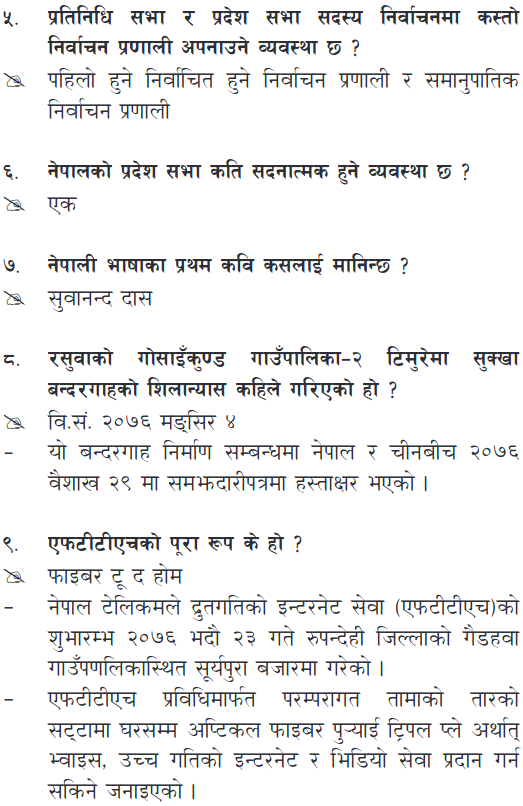 ५. प्रतिनिधि सभा र प्रदेश सभा सदस्य निर्वाचनमा कस्तो
निर्वाचन प्रणाली अपनाउने व्यवस्था छ ?
पहिलो हुने निर्वाचित हुने निर्वाचन प्रणाली र समानुपातिक
निर्वाचन प्रणाली
६. नेपालको प्रदेश सभा कति सदनात्मक हुने व्यवस्था छ ?
एक
७. नेपाली भाषाका प्रथम कवि कसलाई मानिन्छ ?
सुवानन्द दास
८. रसुवाको गोसाइँकुण्ड गाउँपालिका-२ टिमुरेमा सुक्खा
बन्दरगाहको शिलान्यास कहिले गरिएको हो ?
वि.सं. २०७६ मङ्सिर ४
– यो बन्दरगाह निर्माण सम्बन्धमा नेपाल र चीनबीच २०७६
वैशाख २९ मा समझदारीपत्रमा हस्ताक्षर भएको ।
९. एफटीटीएचको पूरा रूप के हो ?
फाइबर टू द होम
– नेपाल टेलिकमले द्रुतगतिको इन्टरनेट सेवा (एफटीटीएच)को
शुभारम्भ २०७६ भदौ २३ गते रुपन्देही जिल्लाको गैडहवा
गाउँपणलिकास्थित सूर्यपुरा बजारमा गरेको ।
– एफटीटीएच प्रविधिमार्फत परम्परागत तामाको तारको
सट्टामा घरसम्म अप्टिकल फाइबर पुऱ्याई ट्रिपल प्ले अर्थात्
भ्वाइस, उच्च गतिको इन्टरनेट र भिडियो सेवा प्रदान गर्न
सकिने जनाइएको ।